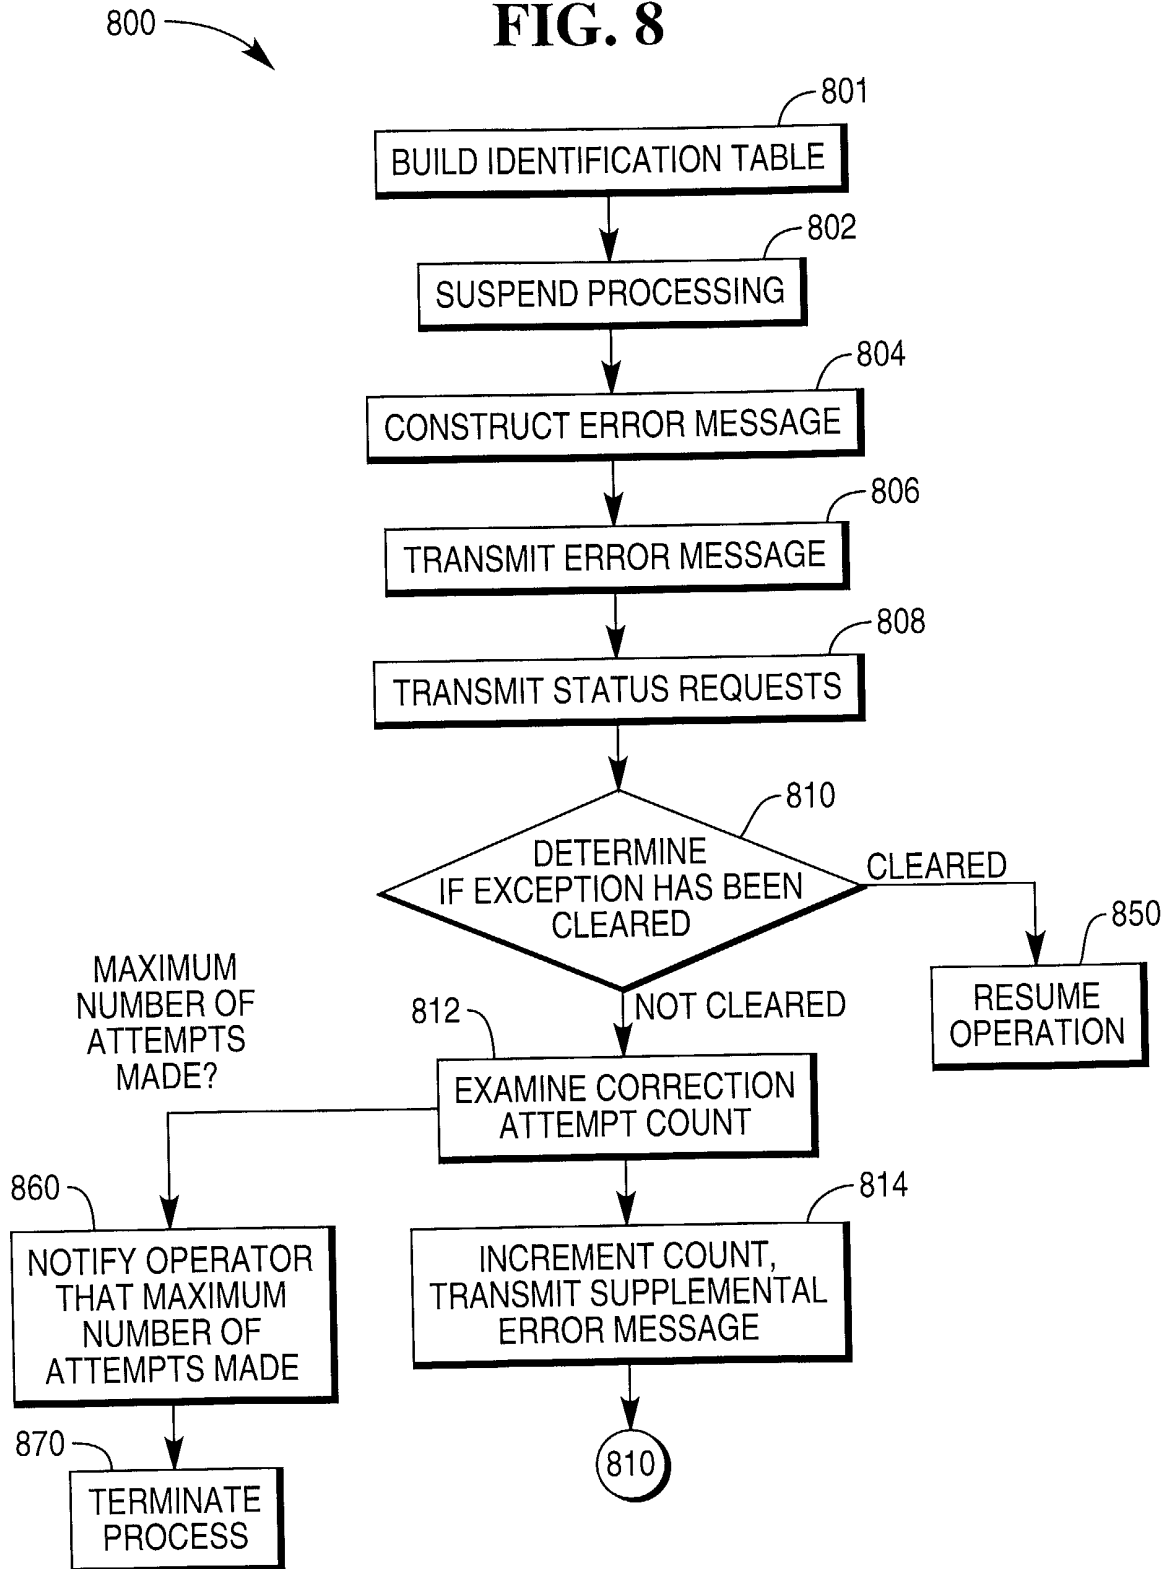 FIG. 8
800
801
BUILD IDENTIFICATION TABLE
802
SUSPEND PROCESSING
804
CONSTRUCT ERROR MESSAGE
806
TRANSMIT ERROR MESSAGE
808
TRANSMIT STATUS REQUESTS
810
DETERMINE
IF EXCEPTION HAS BEEN
CLEARED
CLEARED
850
RESUME
OPERATION
NOT CLEARED
MAXIMUM
NUMBER OF
ATTEMPTS
MADE?
812
EXAMINE CORRECTION
ATTEMPT COUNT
860
NOTIFY OPERATOR
THAT MAXIMUM
NUMBER OF
ATTEMPTS MADE
814
INCREMENT COUNT,
TRANSMIT SUPPLEMENTAL
ERROR MESSAGE
810
870
TERMINATE
PROCESS